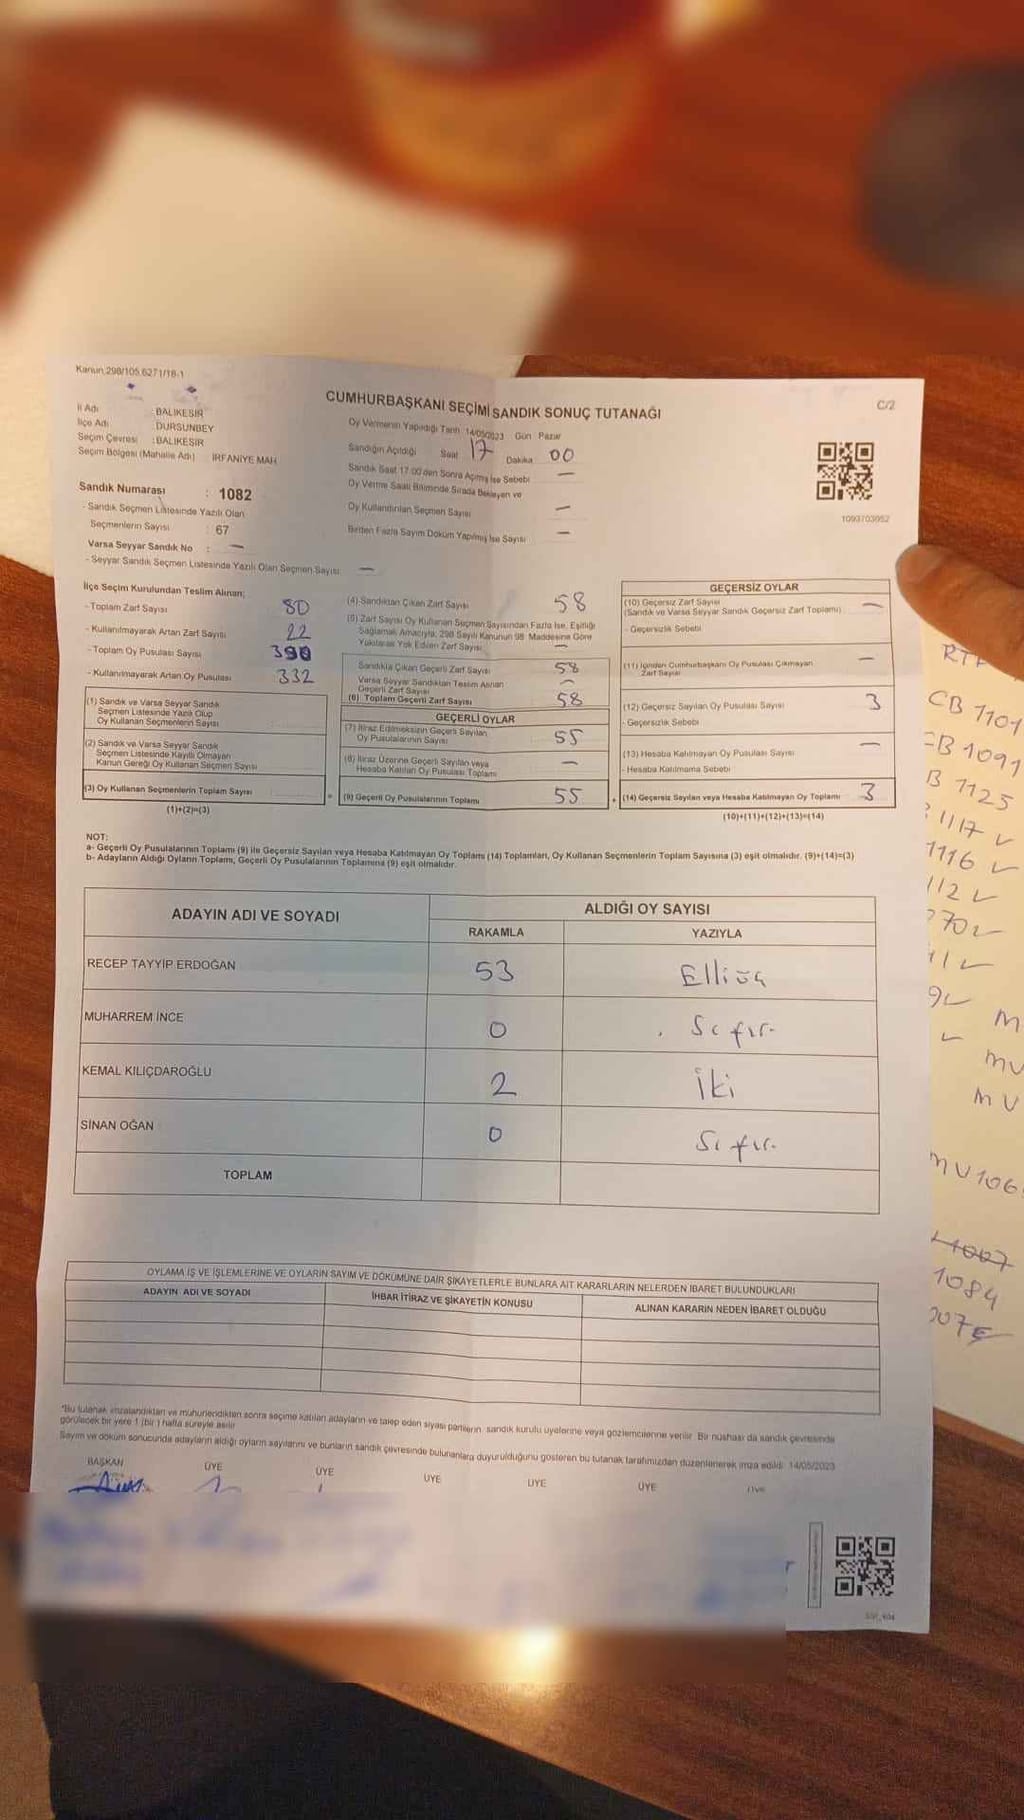 Kanun.298/105.6271/18-1
C/2
CUMHURBAŞKANI SEÇİMİ SANDIK SONUÇ TUTANAĞI
İl Adı : BALIKESİR
İlçe Adı : DURSUNBEY
Seçim Çevresi : BALIKESİR
Seçim Bölgesi (Mahalle Adı) : İRFANİYE MAH
Oy Vermenin Yapıldığı Tarih 14/05/2023 Gün Pazar
Sandığın Açıldığı Saat 17 Dakika 00
Sandık Saat 17:00'den Sonra Açılmış İse Sebebi —
Oy Verme Saati Bitiminde Sırada Bekleyen ve
Oy Kullandırılan Seçmen Sayısı —
Birden Fazla Sayım Döküm Yapılmış İse Sayısı —
1093703952
Sandık Numarası : 1082
- Sandık Seçmen Listesinde Yazılı Olan
Seçmenlerin Sayısı : 67
Varsa Seyyar Sandık No : —
- Seyyar Sandık Seçmen Listesinde Yazılı Olan Seçmen Sayısı —
İlçe Seçim Kurulundan Teslim Alınan;
- Toplam Zarf Sayısı 80
- Kullanılmayarak Artan Zarf Sayısı 22
- Toplam Oy Pusulası Sayısı 390
- Kullanılmayarak Artan Oy Pusulası 332
(1) Sandık ve Varsa Seyyar Sandık
Seçmen Listesinde Yazılı Olup
Oy Kullanan Seçmenlerin Sayısı
(2) Sandık ve Varsa Seyyar Sandık
Seçmen Listesinde Kayıtlı Olmayan
Kanun Gereği Oy Kullanan Seçmen Sayısı
(3) Oy Kullanan Seçmenlerin Toplam Sayısı
(1)+(2)=(3)
(4) Sandıktan Çıkan Zarf Sayısı 58
(5) Zarf Sayısı Oy Kullanan Seçmen Sayısından Fazla İse, Eşitliği
Sağlamak Amacıyla, 298 Sayılı Kanunun 98. Maddesine Göre
Yakılarak Yok Edilen Zarf Sayısı —
Sandıkta Çıkan Geçerli Zarf Sayısı 58
Varsa Seyyar Sandıktan Teslim Alınan
Geçerli Zarf Sayısı —
(6) Toplam Geçerli Zarf Sayısı 58
GEÇERLİ OYLAR
(7) İtiraz Edilmeksizin Geçerli Sayılan
Oy Pusulalarının Sayısı 55
(8) İtiraz Üzerine Geçerli Sayılan veya
Hesaba Katılan Oy Pusulası Toplamı —
(9) Geçerli Oy Pusulalarının Toplamı 55
GEÇERSİZ OYLAR
(10) Geçersiz Zarf Sayısı —
(Sandık ve Varsa Seyyar Sandık Geçersiz Zarf Toplamı)
- Geçersizlik Sebebi
(11) İçinden Cumhurbaşkanı Oy Pusulası Çıkmayan —
Zarf Sayısı
(12) Geçersiz Sayılan Oy Pusulası Sayısı 3
- Geçersizlik Sebebi
(13) Hesaba Katılmayan Oy Pusulası Sayısı —
- Hesaba Katılmama Sebebi
(14) Geçersiz Sayılan veya Hesaba Katılmayan Oy Toplamı 3
(10)+(11)+(12)+(13)=(14)
NOT:
a- Geçerli Oy Pusulalarının Toplamı (9) ile Geçersiz Sayılan veya Hesaba Katılmayan Oy Toplamı (14) Toplamları, Oy Kullanan Seçmenlerin Toplam Sayısına (3) eşit olmalıdır. (9)+(14)=(3)
b- Adayların Aldığı Oyların Toplamı, Geçerli Oy Pusulalarının Toplamına (9) eşit olmalıdır.
ADAYIN ADI VE SOYADI
ALDIĞI OY SAYISI
RAKAMLA YAZIYLA
RECEP TAYYİP ERDOĞAN 53 Elliüç
MUHARREM İNCE 0 Sıfır
KEMAL KILIÇDAROĞLU 2 İki
SİNAN OĞAN 0 Sıfır
TOPLAM
OYLAMA İŞ VE İŞLEMLERİNE VE OYLARIN SAYIM VE DÖKÜMÜNE DAİR ŞİKAYETLERLE BUNLARA AİT KARARLARIN NELERDEN İBARET BULUNDUKLARI
ADAYIN ADI VE SOYADI
İHBAR İTİRAZ VE ŞİKAYETİN KONUSU
ALINAN KARARIN NEDEN İBARET OLDUĞU
*Bu tutanak imzalandıktan ve mühürlendikten sonra seçime katılan adayların ve talep eden siyasi partilerin sandık kurulu üyelerine veya gözlemcilerine verilir. Bir nüshası da sandık çevresinde
görülecek bir yere 1 (bir) hafta süreyle asılır
Sayım ve döküm sonucunda adayların aldığı oyların sayılarını ve bunların sandık çevresinde bulunanlara duyurulduğunu gösteren bu tutanak tarafımızdan düzenlenerek imza edildi. 14/05/2023
BAŞKAN ÜYE ÜYE ÜYE ÜYE ÜYE
CB 1101
1091
1125
1117 ✓
1116 ✓
MV 106
1084